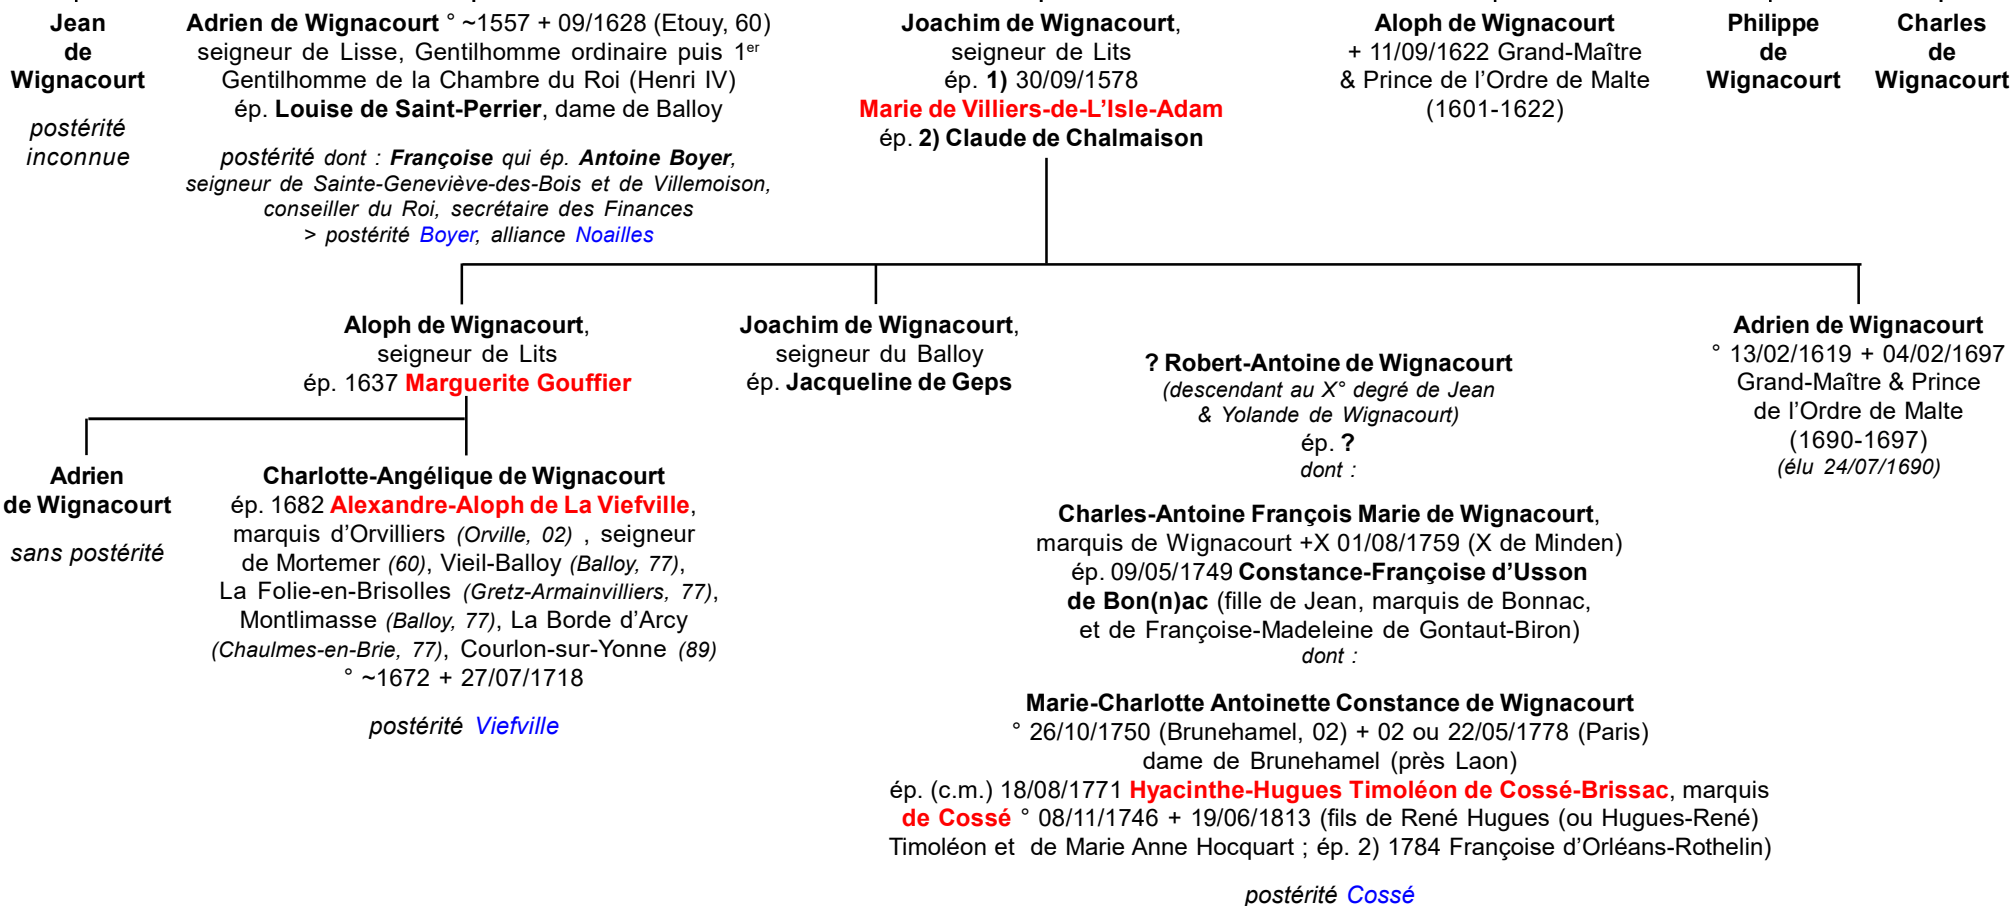 Jean
de
Wignacourt
postérité
inconnue
Adrien de Wignacourt ° ~1557 + 09/1628 (Etouy, 60)
seigneur de Lisse, Gentilhomme ordinaire puis 1er
Gentilhomme de la Chambre du Roi (Henri IV)
ép. Louise de Saint-Perrier, dame de Balloy
postérité dont : Françoise qui ép. Antoine Boyer,
seigneur de Sainte-Geneviève-des-Bois et de Villemoison,
conseiller du Roi, secrétaire des Finances
> postérité Boyer, alliance Noailles
Joachim de Wignacourt,
seigneur de Lits
ép. 1) 30/09/1578
Marie de Villiers-de-L'Isle-Adam
ép. 2) Claude de Chalmaison
Aloph de Wignacourt
+ 11/09/1622 Grand-Maître
& Prince de l'Ordre de Malte
(1601-1622)
Philippe
de
Wignacourt
Charles
de
Wignacourt
Aloph de Wignacourt,
seigneur de Lits
ép. 1637 Marguerite Gouffier
Joachim de Wignacourt,
seigneur du Balloy
ép. Jacqueline de Geps
? Robert-Antoine de Wignacourt
(descendant au X° degré de Jean
& Yolande de Wignacourt)
ép. ?
dont :
Adrien de Wignacourt
° 13/02/1619 + 04/02/1697
Grand-Maître & Prince
de l'Ordre de Malte
(1690-1697)
(élu 24/07/1690)
Adrien
de Wignacourt
sans postérité
Charlotte-Angélique de Wignacourt
ép. 1682 Alexandre-Aloph de La Viefville,
marquis d'Orvilliers (Orville, 02) , seigneur
de Mortemer (60), Vieil-Balloy (Balloy, 77),
La Folie-en-Brisolles (Gretz-Armainvilliers, 77),
Montlimasse (Balloy, 77), La Borde d'Arcy
(Chaulmes-en-Brie, 77), Courlon-sur-Yonne (89)
° ~1672 + 27/07/1718
postérité Viefville
Charles-Antoine François Marie de Wignacourt,
marquis de Wignacourt +X 01/08/1759 (X de Minden)
ép. 09/05/1749 Constance-Françoise d'Usson
de Bon(n)ac (fille de Jean, marquis de Bonnac,
et de Françoise-Madeleine de Gontaut-Biron)
dont :
Marie-Charlotte Antoinette Constance de Wignacourt
° 26/10/1750 (Brunehamel, 02) + 02 ou 22/05/1778 (Paris)
dame de Brunehamel (près Laon)
ép. (c.m.) 18/08/1771 Hyacinthe-Hugues Timoléon de Cossé-Brissac, marquis
de Cossé ° 08/11/1746 + 19/06/1813 (fils de René Hugues (ou Hugues-René)
Timoléon et de Marie Anne Hocquart ; ép. 2) 1784 Françoise d'Orléans-Rothelin)
postérité Cossé